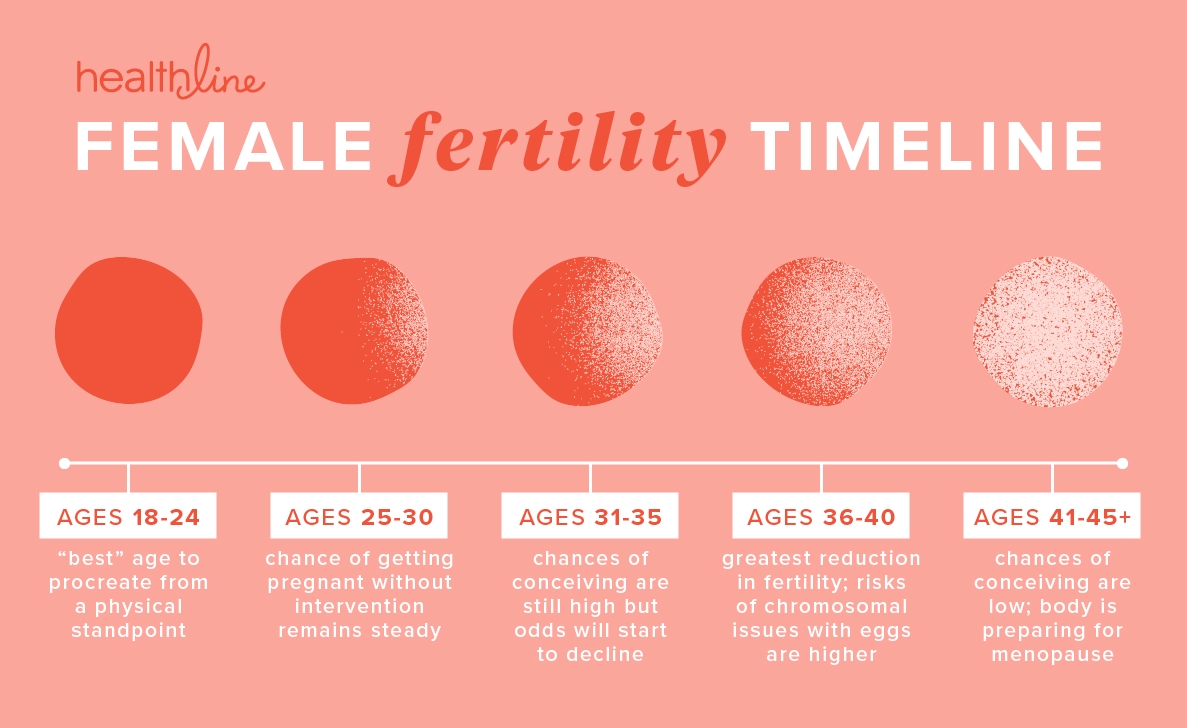 healthline
FEMALE fertility TIMELINE
AGES 18-24
“best” age to
procreate from
a physical
standpoint
AGES 25-30
chance of getting
pregnant without
intervention
remains steady
AGES 31-35
chances of
conceiving are
still high but
odds will start
to decline
AGES 36-40
greatest reduction
in fertility; risks
of chromosomal
issues with eggs
are higher
AGES 41-45+
chances of
conceiving are
low; body is
preparing for
menopause